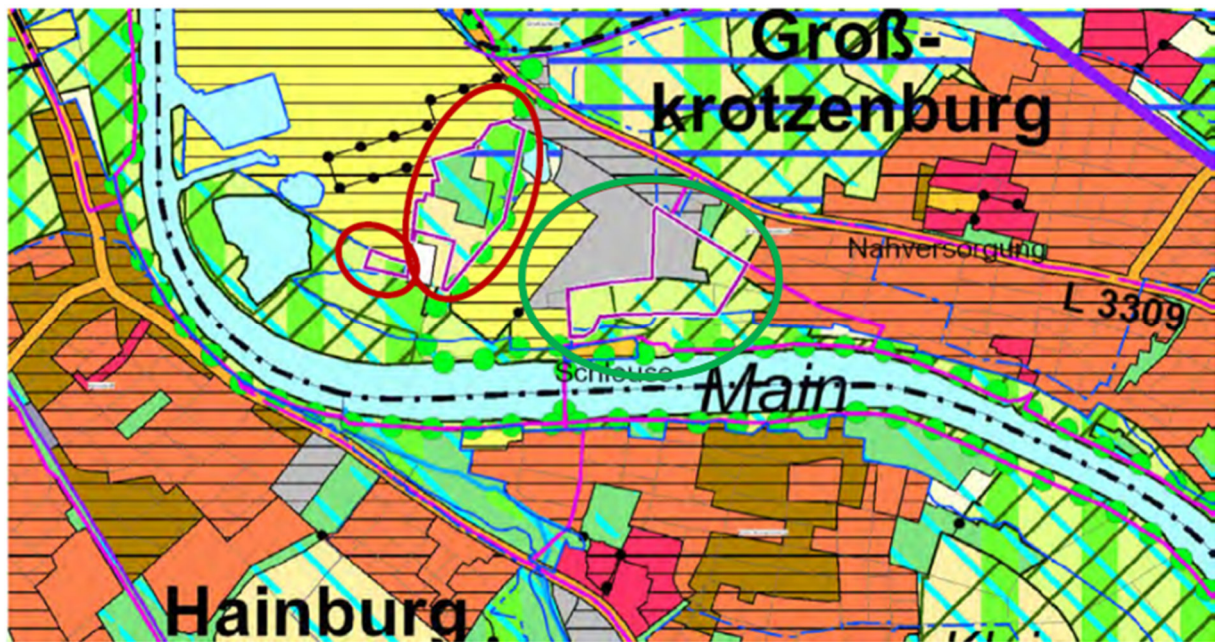 Groß-
krotzenburg
Nahversorgung
L 3309
Schleuse
Main
Hainburg